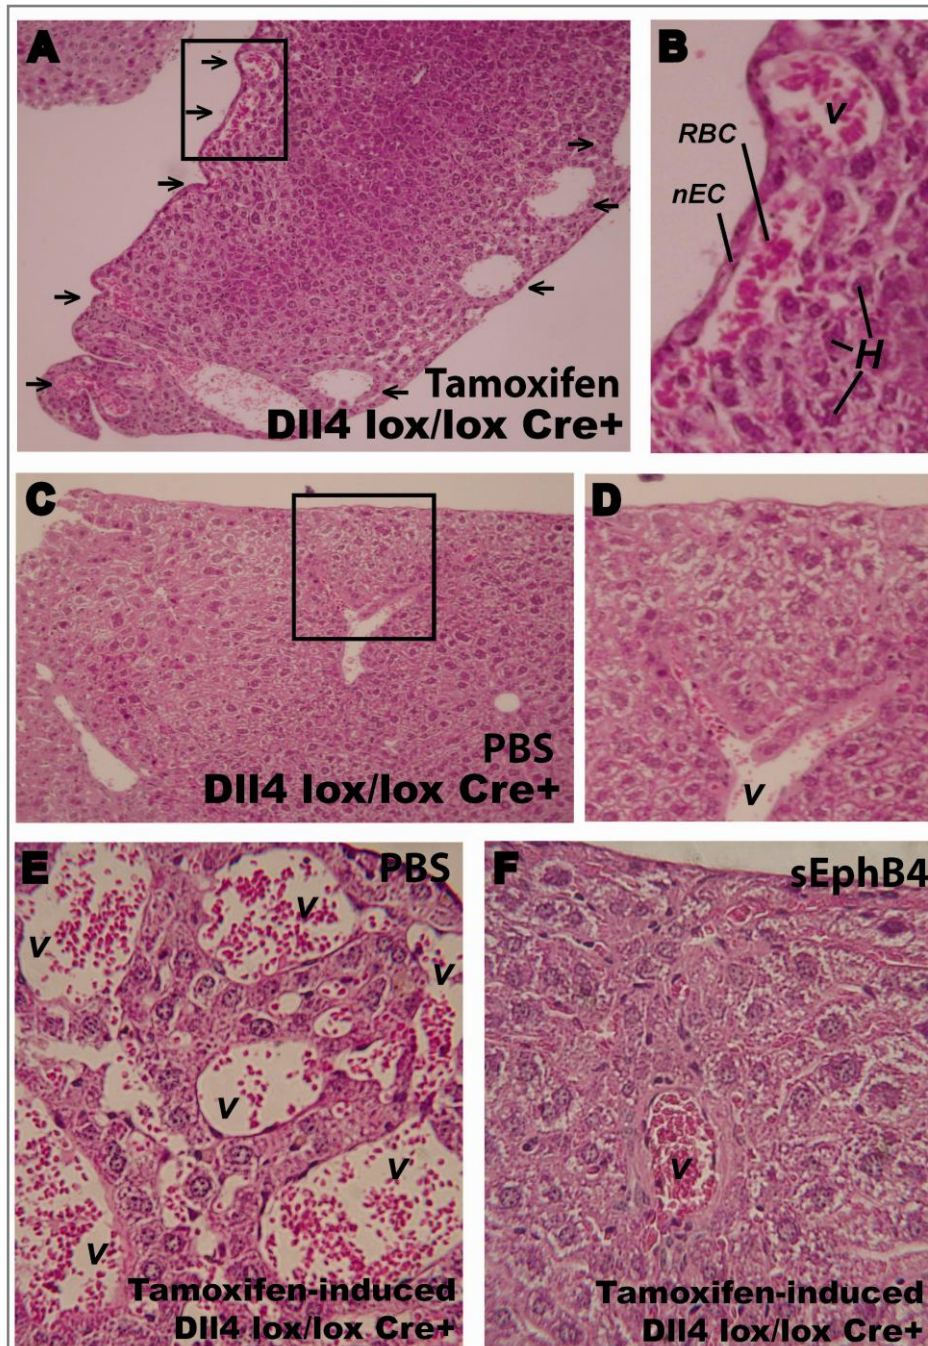 A
Tamoxifen
Dll4 lox/lox Cre+
B
V
RBC
nEC
H
C
PBS
Dll4 lox/lox Cre+
D
V
E
PBS
V
V
V
V
V
V
Tamoxifen-induced
Dll4 lox/lox Cre+
F
sEphB4
V
Tamoxifen-induced
Dll4 lox/lox Cre+